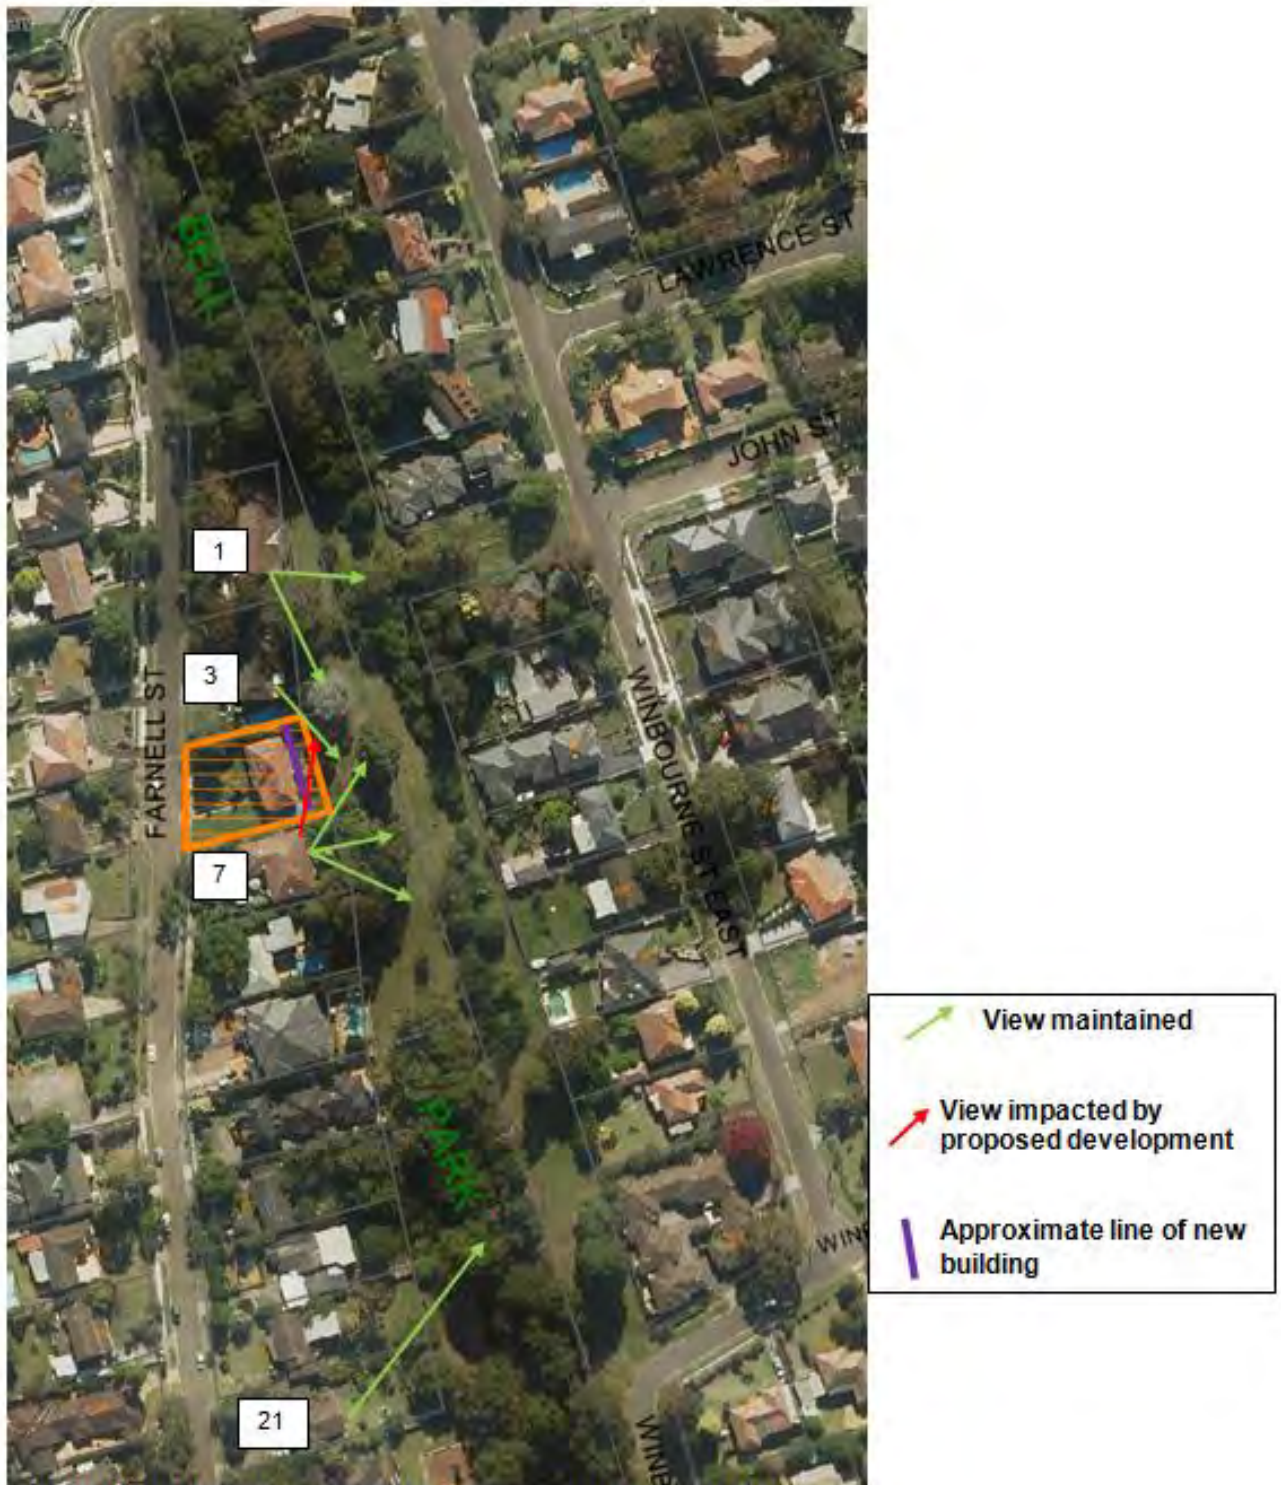 BELL
LAWRENCE ST
JOHN ST
1
3
FARNELL ST
WINBOURNE ST EAST
7
View maintained
View impacted by
proposed development
PARK
Approximate line of new
building
21